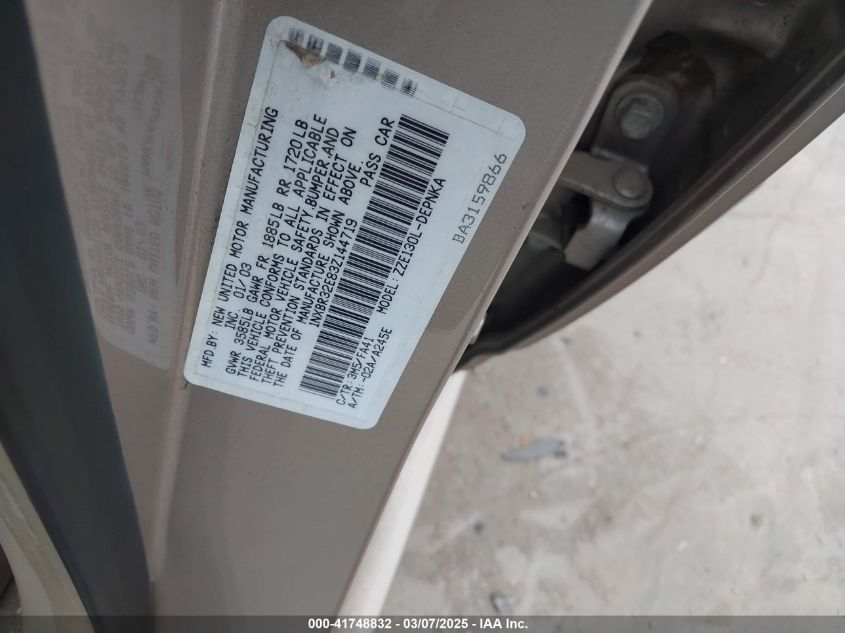 MFD.BY: NEW UNITED MOTOR MANUFACTURING
INC. 01/03
GVWR 3585LB GAWR FR 1885LB RR 1720LB
THIS VEHICLE CONFORMS TO ALL APPLICABLE
FEDERAL MOTOR VEHICLE SAFETY,BUMPER,AND
THEFT PREVENTION STANDARDS IN EFFECT ON
THE DATE OF MANUFACTURE SHOWN ABOVE.
1NXBR32E83Z144719 PASS CAR
C/TR:3M5/FA41 MODEL:ZZE130L-DEPNKA
A/TM:-02A/A245E
BA3159866
000-41748832 — 03/07/2025 — IAA Inc.